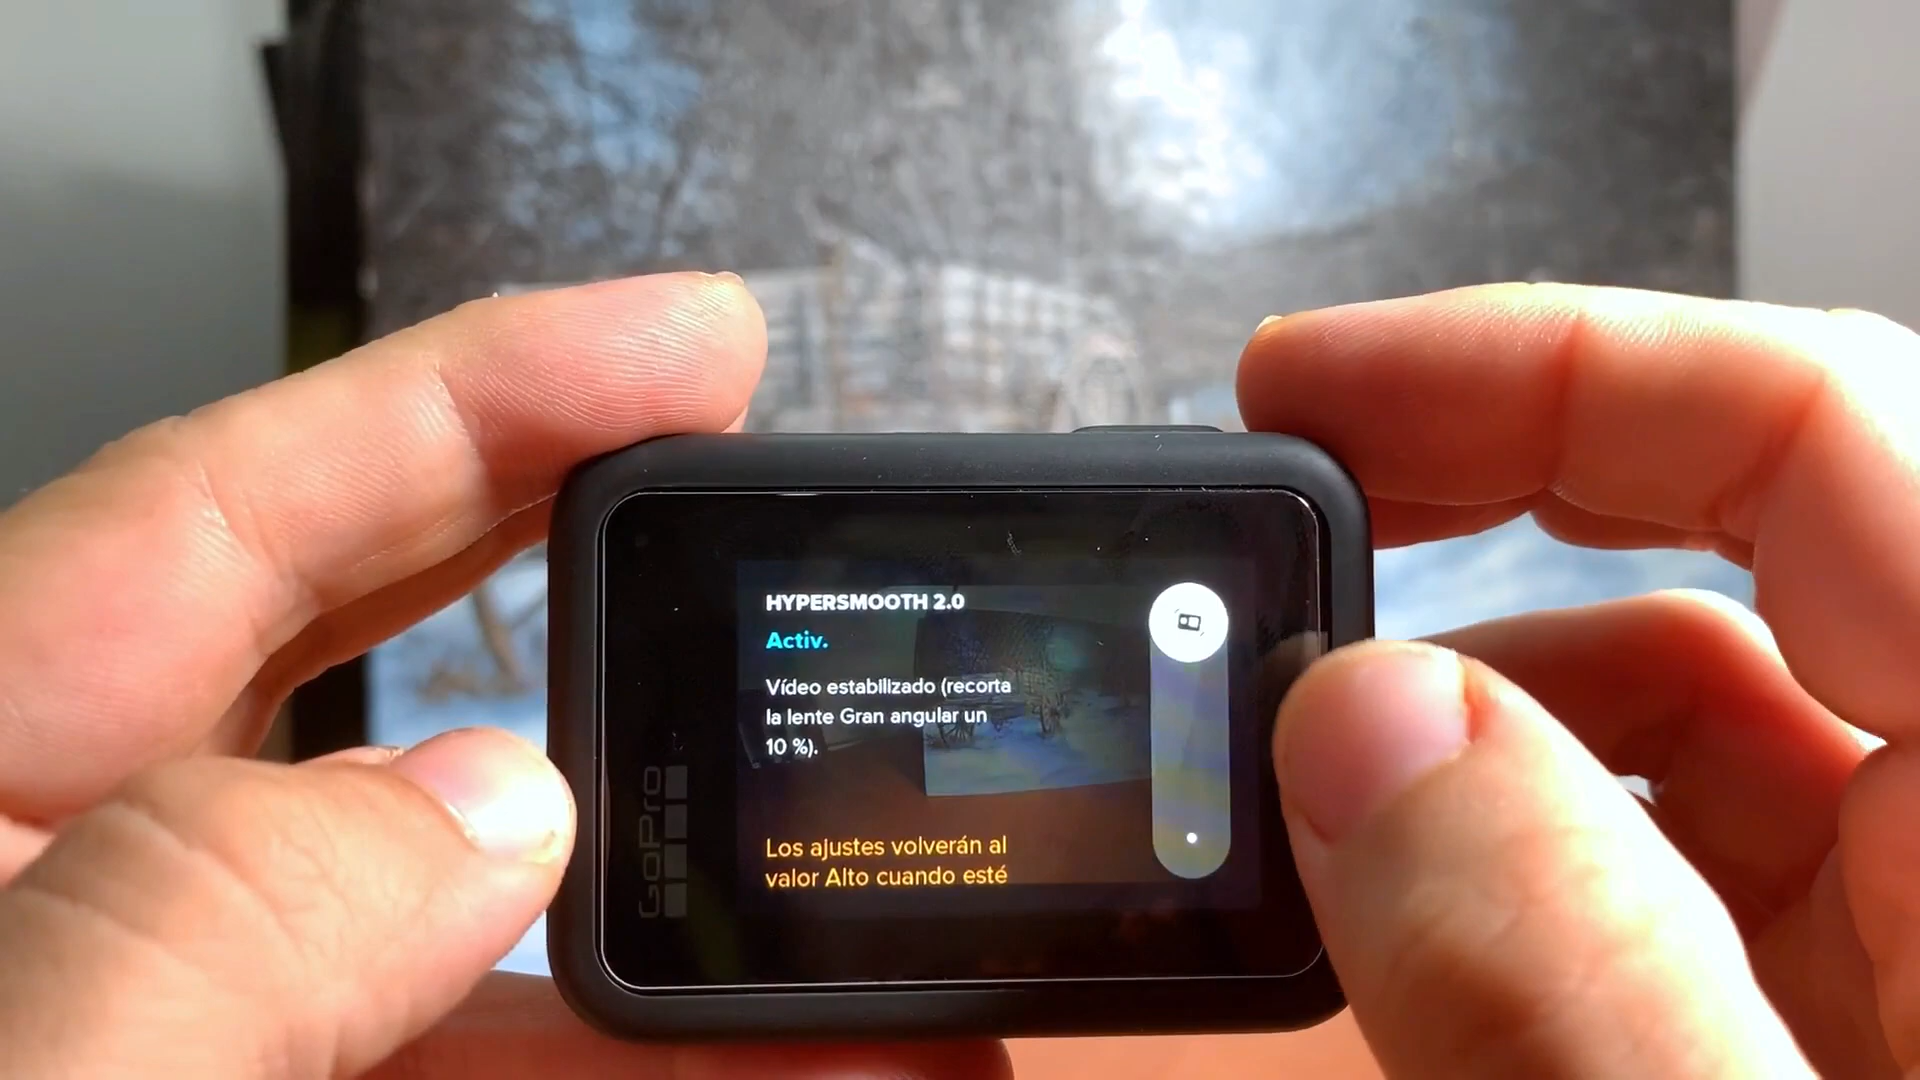 HYPERSMOOTH 2.0
Activ.
Vídeo estabilizado (recorta
la lente Gran angular un
10 %).
Los ajustes volverán al
valor Alto cuando esté
GoPro